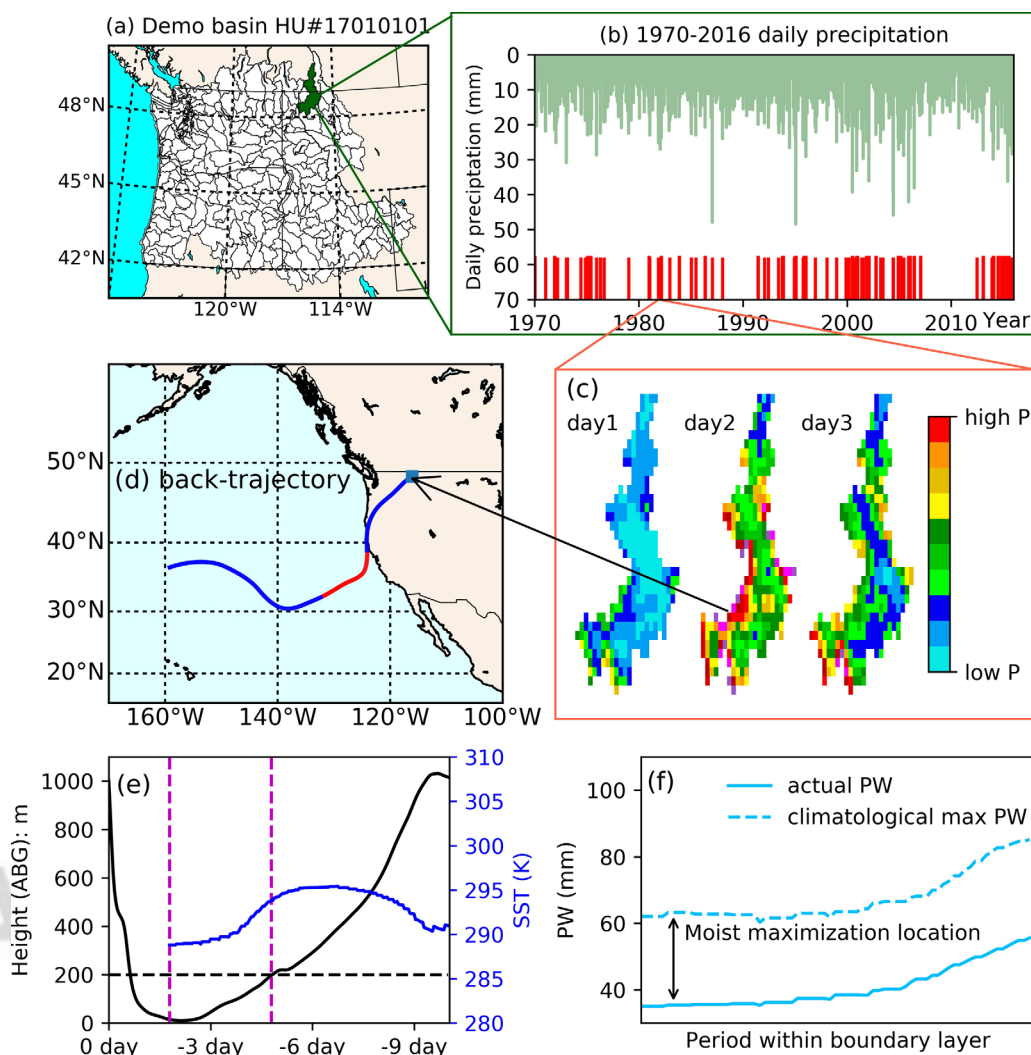 (a) Demo basin HU#17010101
48°N
45°N
42°N
120°W
114°W
(b) 1970-2016 daily precipitation
Daily preciptation (mm)
0
10
20
30
40
50
60
70
1970
1980
1990
2000
2010
Year
(c)
day1
day2
day3
high P
low P
(d) back-trajectory
50°N
40°N
30°N
20°N
160°W
140°W
120°W
100°W
(e)
Height (ABG): m
1000
800
600
400
200
0
0 day
-3 day
-6 day
-9 day
SST (K)
310
305
300
295
290
285
280
(f)
actual PW
climatological max PW
Moist maximization location
PW (mm)
100
80
60
40
Period within boundary layer